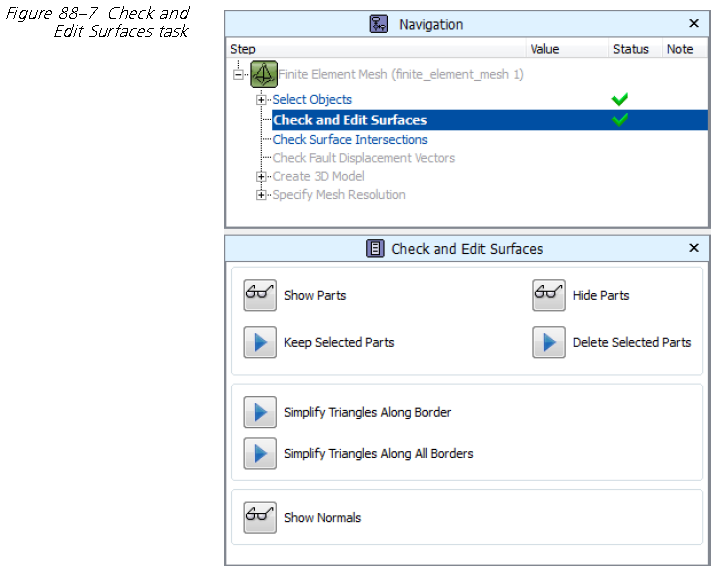 Figure 88–7 Check and
Edit Surfaces task
Navigation
Step Value Status Note
Finite Element Mesh (finite_element_mesh 1)
Select Objects
Check and Edit Surfaces
Check Surface Intersections
Check Fault Displacement Vectors
Create 3D Model
Specify Mesh Resolution
Check and Edit Surfaces
Show Parts Hide Parts
Keep Selected Parts Delete Selected Parts
Simplify Triangles Along Border
Simplify Triangles Along All Borders
Show Normals